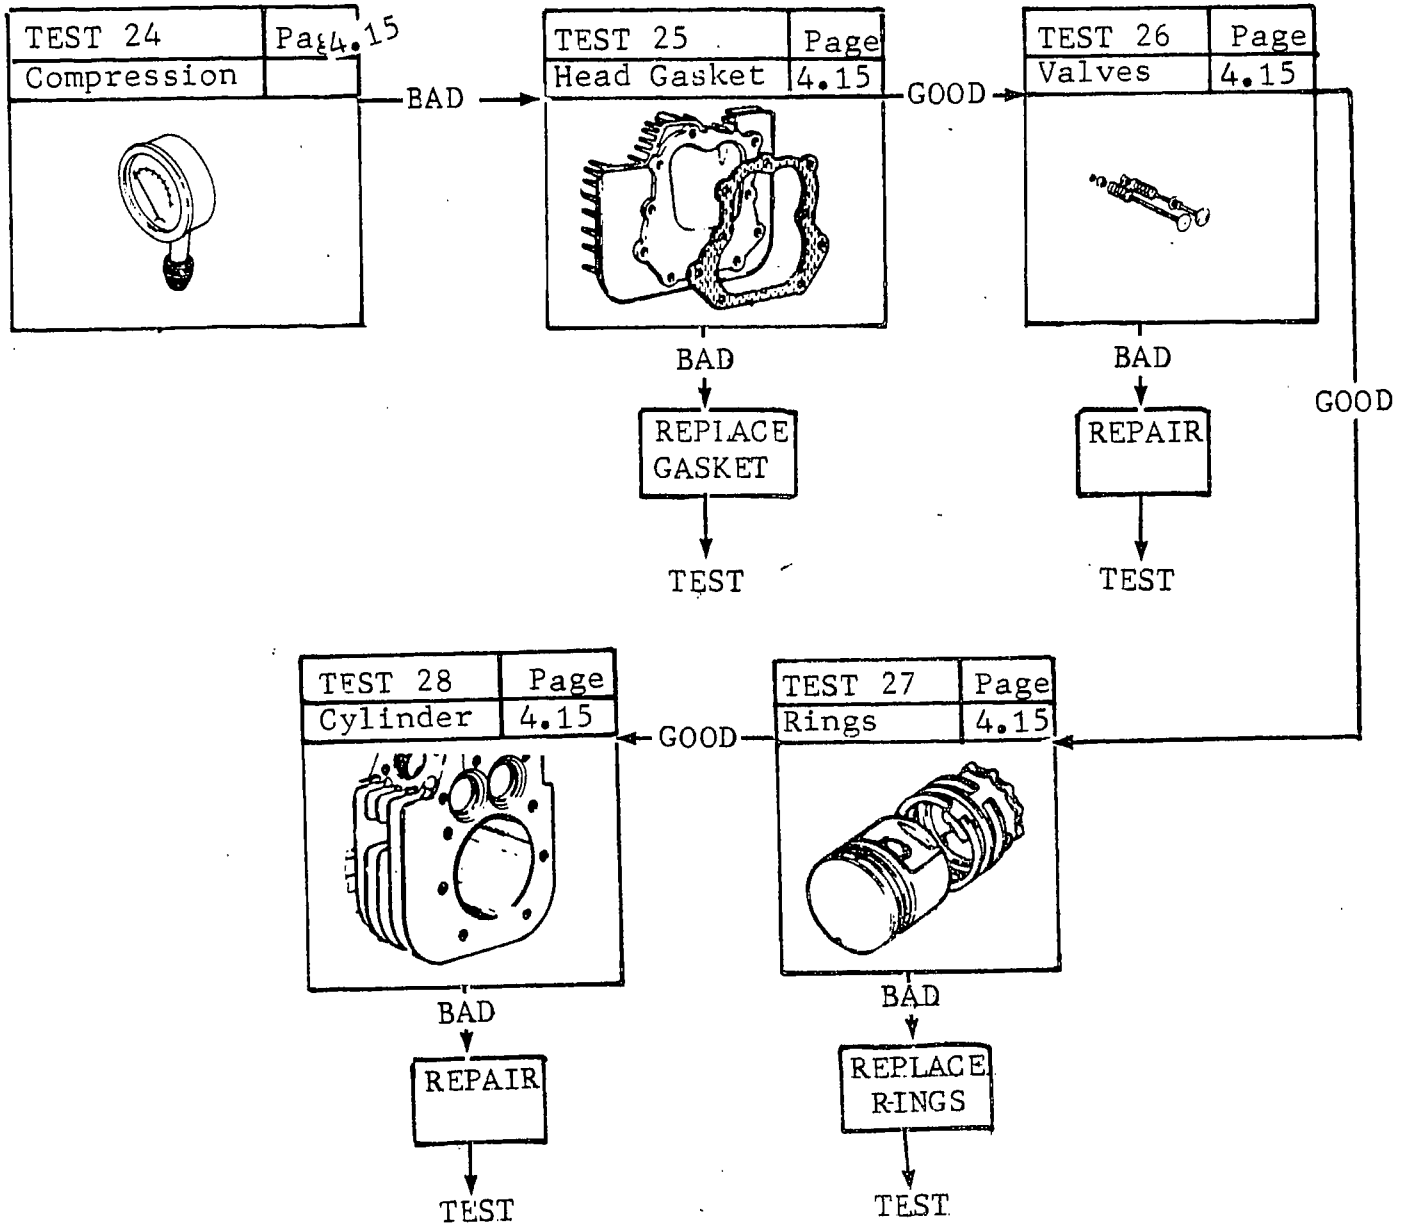 TEST 24
Page
4.15
Compression
BAD
TEST 25
Page
Head Gasket
4.15
GOOD
TEST 26
Page
Valves
4.15
BAD
REPLACE
GASKET
TEST
BAD
REPAIR
TEST
GOOD
TEST 28
Page
Cylinder
4.15
GOOD
TEST 27
Page
Rings
4.15
BAD
REPAIR
TEST
BAD
REPLACE
RINGS
TEST